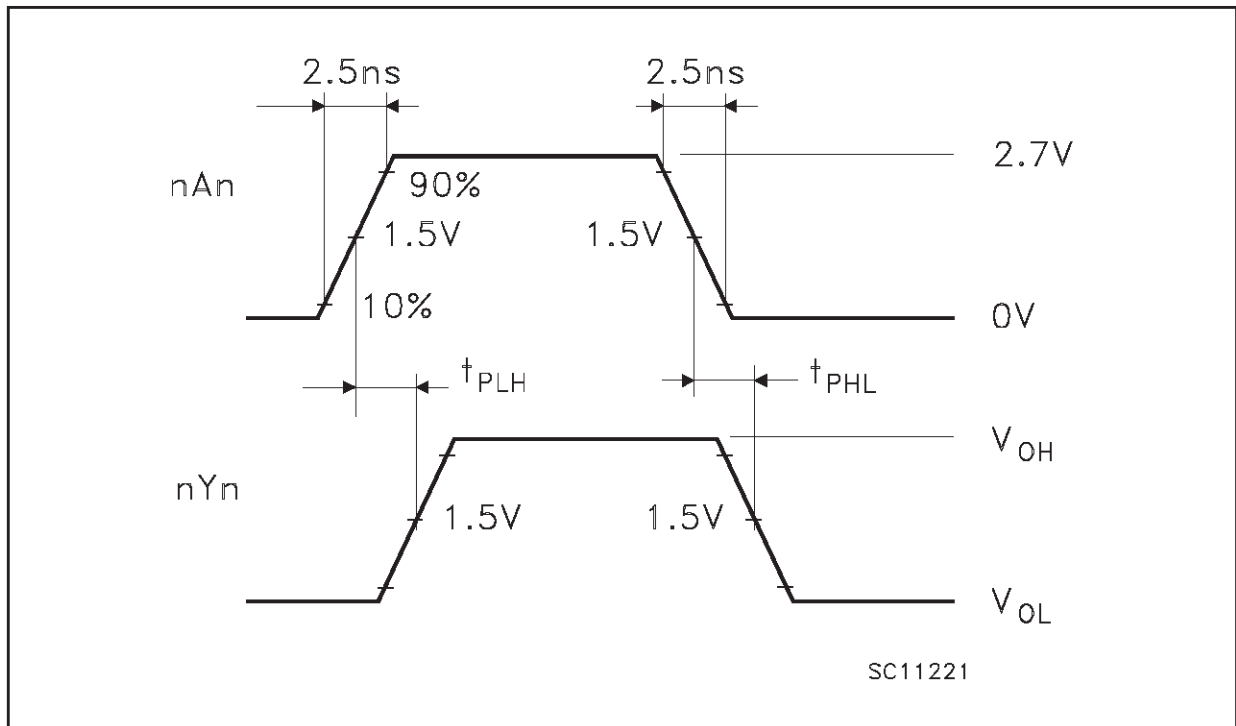 2.5ns 2.5ns
2.7V
nAn
90%
1.5V 1.5V
10%
0V
tPLH tPHL
VOH
nYn
1.5V 1.5V
VOL
SC11221